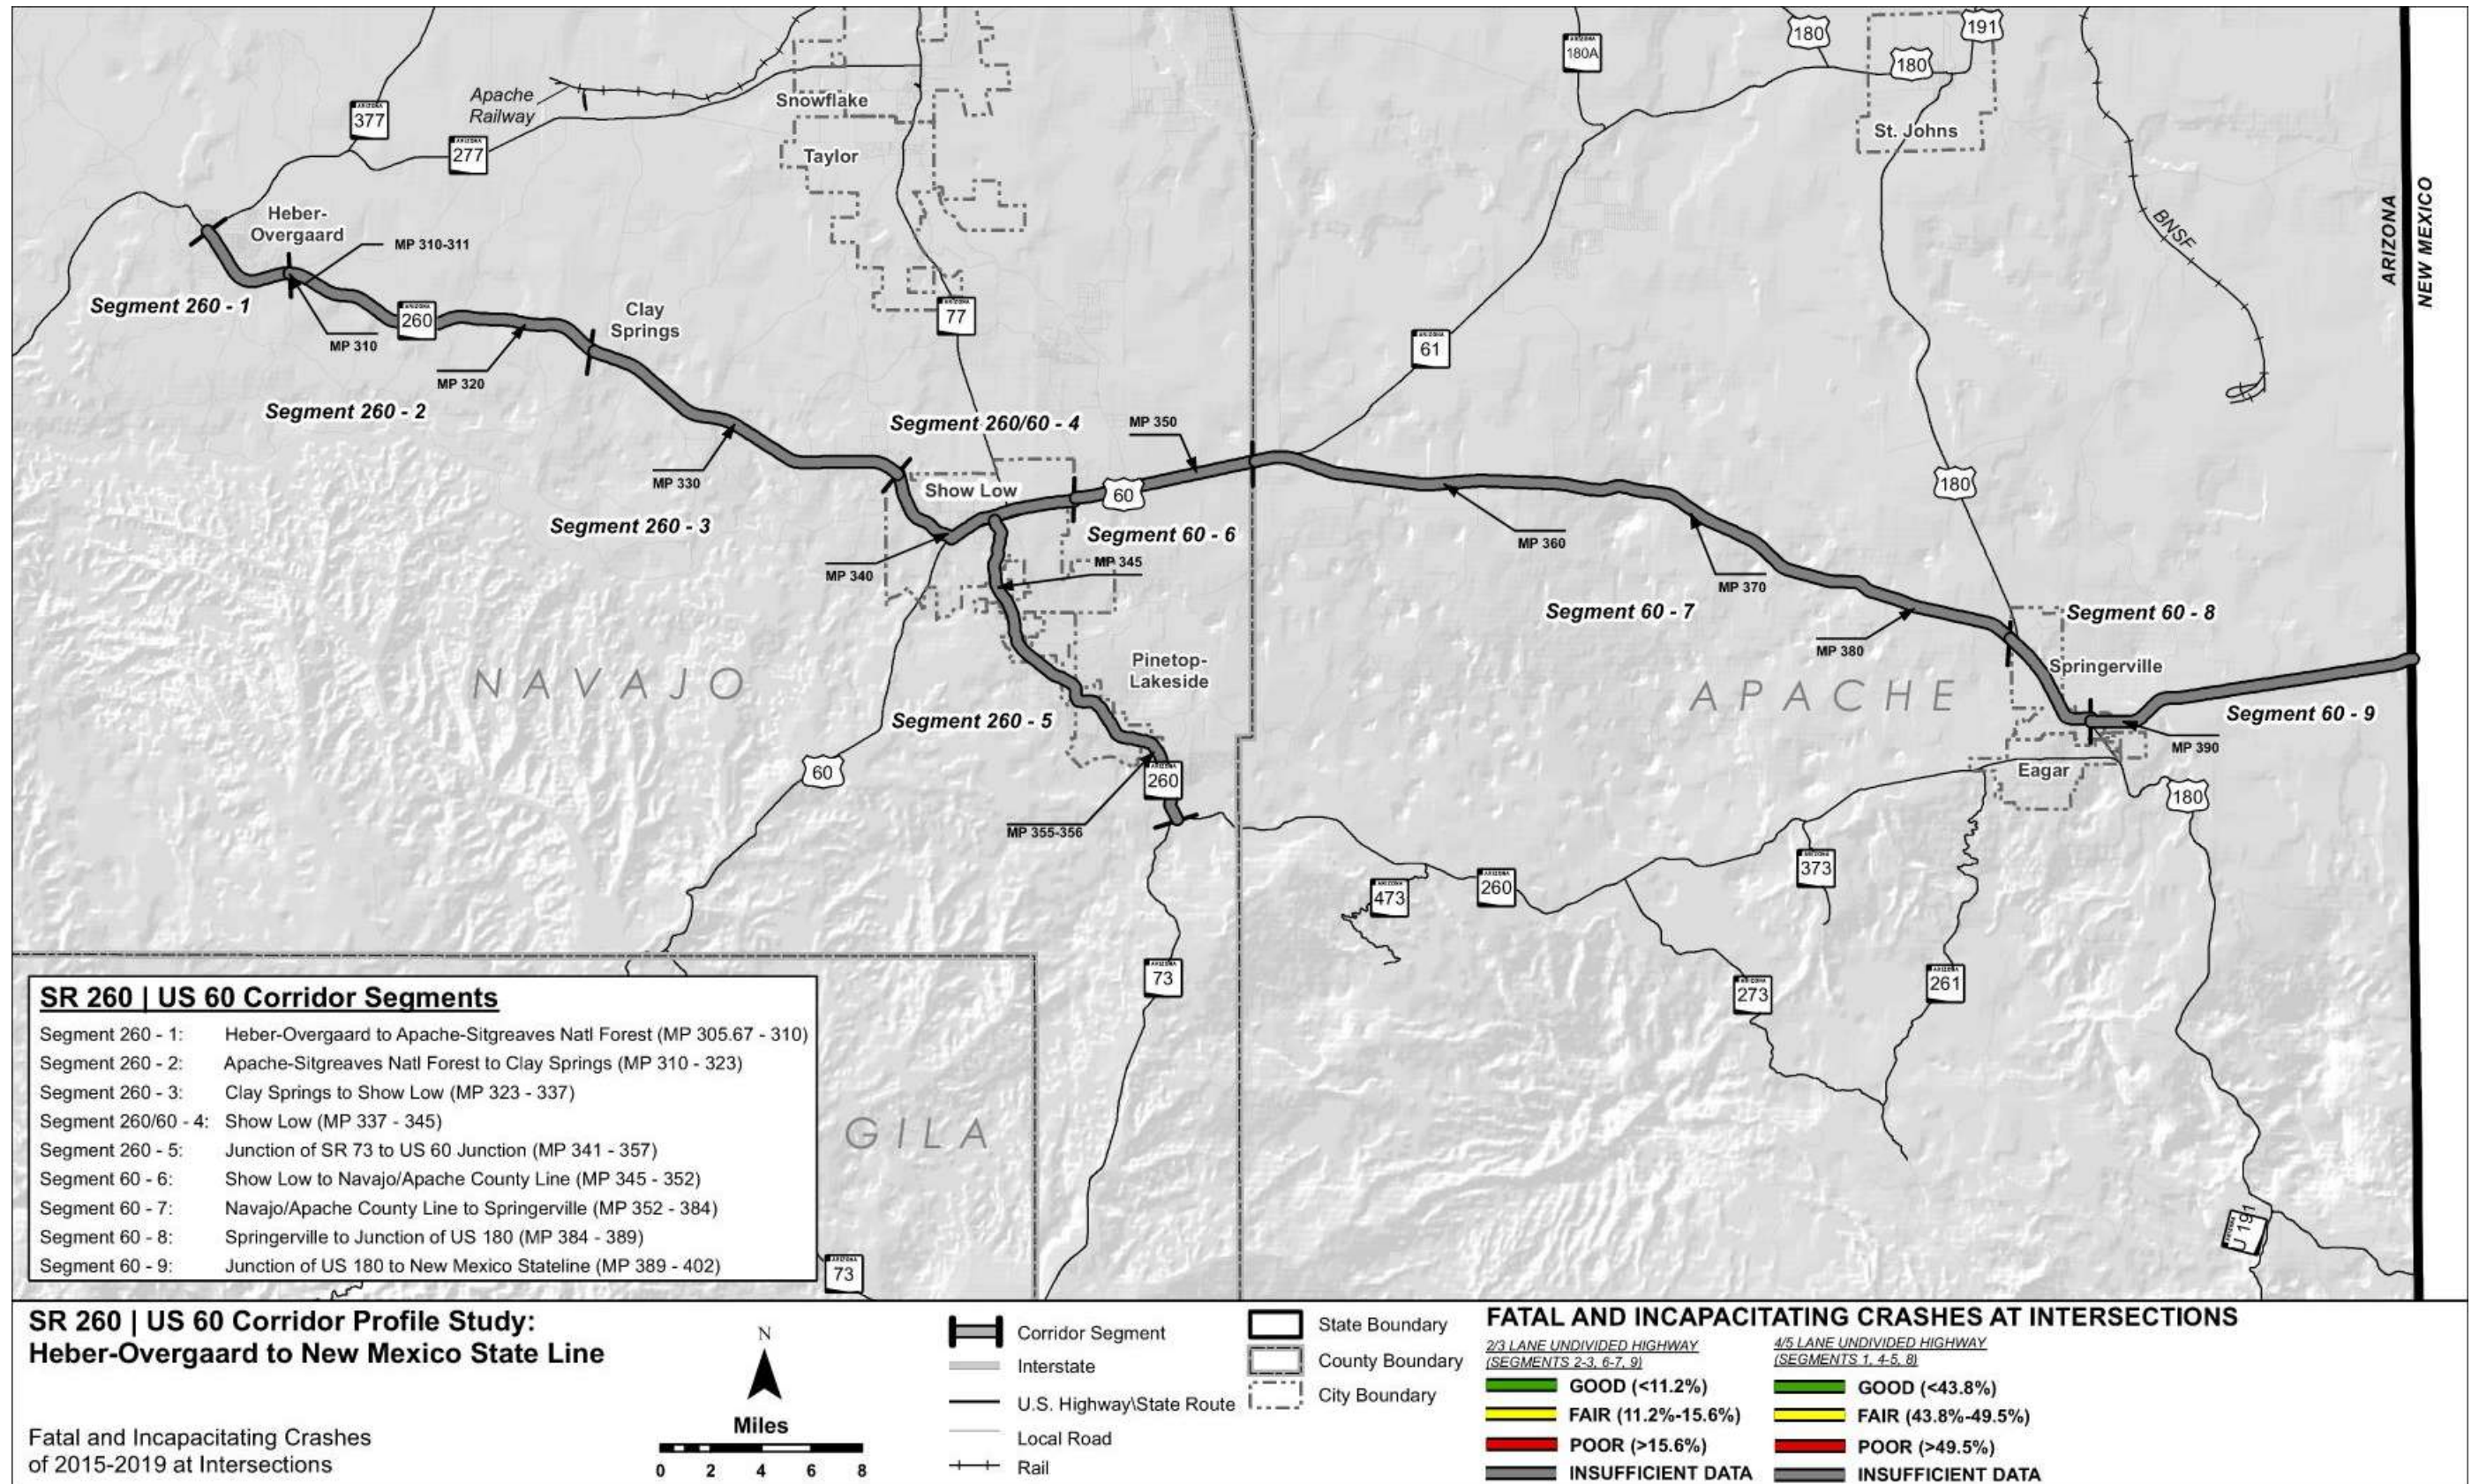 180
191
ARIZONA
180A
180
Apache
Railway
Snowflake
ARIZONA
377
St. Johns
ARIZONA
277
Taylor
Heber-
Overgaard
MP 310-311
BNSF
ARIZONA
NEW MEXICO
Segment 260 - 1
ARIZONA
260
Clay
Springs
ARIZONA
77
MP 310
ARIZONA
61
MP 320
Segment 260 - 2
Segment 260/60 - 4
MP 350
MP 330
Show Low
60
180
Segment 260 - 3
Segment 60 - 6
MP 360
MP 340
MP 345
MP 370
Segment 60 - 7
Segment 60 - 8
MP 380
Pinetop-
Lakeside
Springerville
NAVAJO
APACHE
Segment 260 - 5
Segment 60 - 9
MP 390
60
ARIZONA
260
Eagar
180
MP 355-356
ARIZONA
373
ARIZONA
473
ARIZONA
260
ARIZONA
73
ARIZONA
273
ARIZONA
261
SR 260 | US 60 Corridor Segments
Segment 260 - 1: Heber-Overgaard to Apache-Sitgreaves Natl Forest (MP 305.67 - 310)
Segment 260 - 2: Apache-Sitgreaves Natl Forest to Clay Springs (MP 310 - 323)
Segment 260 - 3: Clay Springs to Show Low (MP 323 - 337)
Segment 260/60 - 4: Show Low (MP 337 - 345)
Segment 260 - 5: Junction of SR 73 to US 60 Junction (MP 341 - 357)
Segment 60 - 6: Show Low to Navajo/Apache County Line (MP 345 - 352)
Segment 60 - 7: Navajo/Apache County Line to Springerville (MP 352 - 384)
Segment 60 - 8: Springerville to Junction of US 180 (MP 384 - 389)
Segment 60 - 9: Junction of US 180 to New Mexico Stateline (MP 389 - 402)
GILA
ARIZONA
U 191
ARIZONA
73
SR 260 | US 60 Corridor Profile Study:
Heber-Overgaard to New Mexico State Line
Fatal and Incapacitating Crashes
of 2015-2019 at Intersections
N
Miles
0 2 4 6 8
Corridor Segment
Interstate
U.S. Highway\State Route
Local Road
Rail
State Boundary
County Boundary
City Boundary
FATAL AND INCAPACITATING CRASHES AT INTERSECTIONS
2/3 LANE UNDIVIDED HIGHWAY
(SEGMENTS 2-3, 6-7, 9)
GOOD (<11.2%)
FAIR (11.2%-15.6%)
POOR (>15.6%)
INSUFFICIENT DATA
4/5 LANE UNDIVIDED HIGHWAY
(SEGMENTS 1, 4-5, 8)
GOOD (<43.8%)
FAIR (43.8%-49.5%)
POOR (>49.5%)
INSUFFICIENT DATA